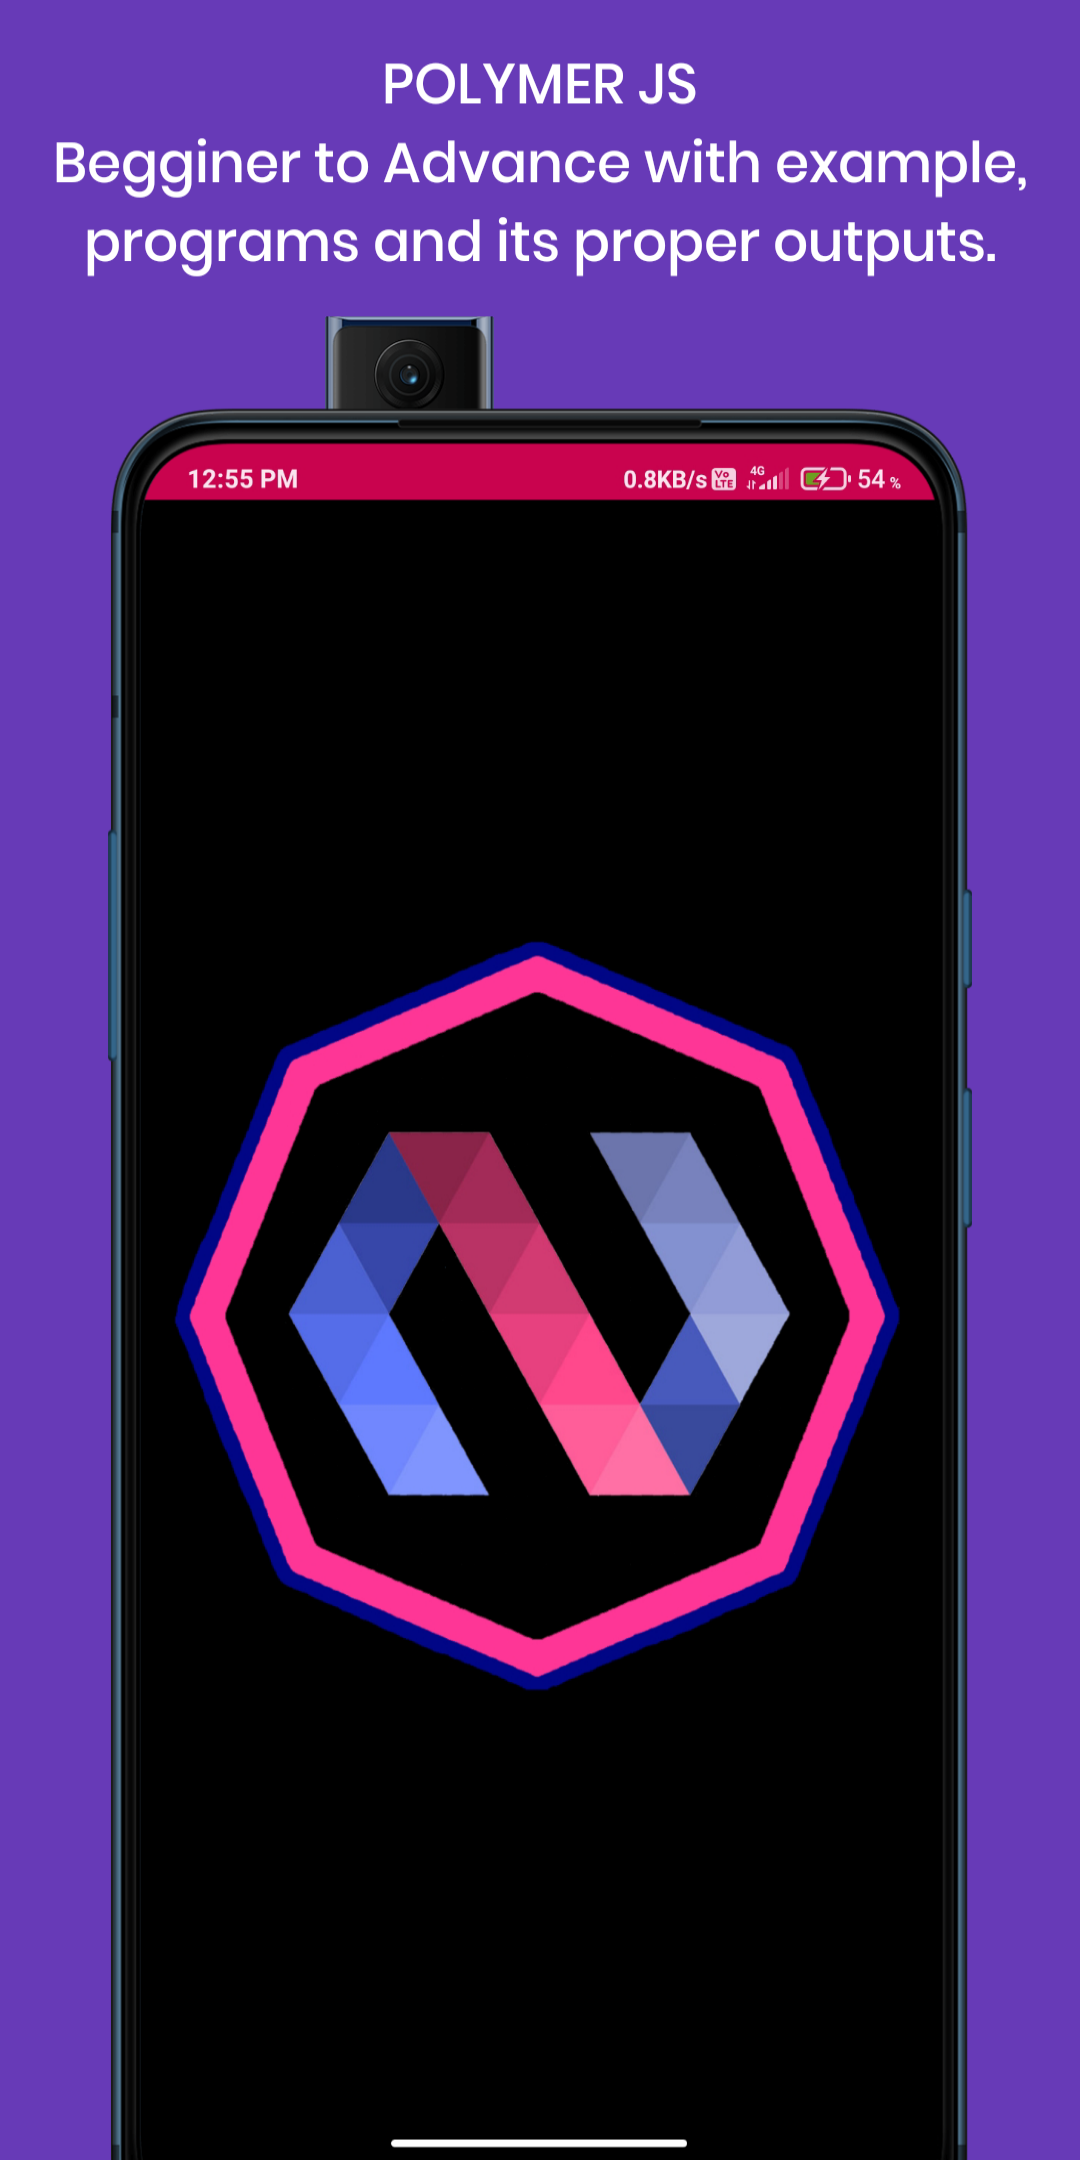 POLYMER JS
Begginer to Advance with example,
programs and its proper outputs.
12:55 PM 0.8KB/s Vo LTE 4G 54 %